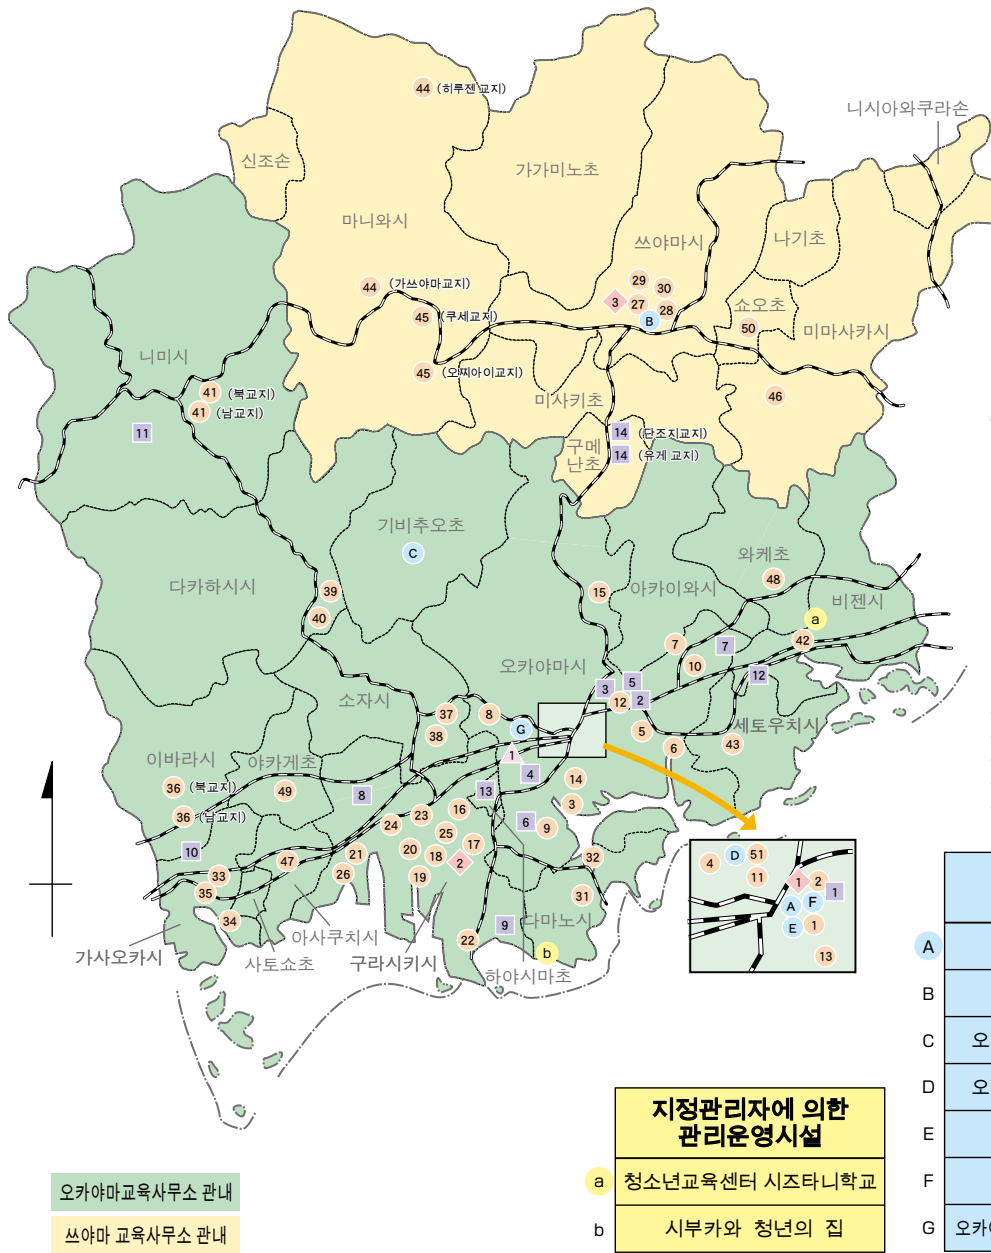 니시아와쿠라손
44 (히루젠 교지)
신조손
가가미노초
마니와시
쓰야마시
나기초
29
30
44 (가쓰야마교지)
3
27
28
B
쇼오초
50
미마사카시
45 (쿠세교지)
니미시
45 (오찌아이교지)
41 (북교지)
41 (남교지)
미사키초
46
11
14 (단조지교지)
14 (유게 교지)
구메
난초
기비추오초
C
와케초
48
다카하시시
39
40
15
아카이와시
비젠시
a
42
7
7
10
오카야마시
12
5
3
2
12
소자시
37
38
8
G
1
5
6
43
세토우치시
이바라시
야카게초
36 (북교지)
49
8
4
13
14
3
36 (남교지)
24
23
16
6
9
25
17
10
47
21
20
18
2
32
33
26
19
35
31
34
9
다마노시
22
b
아사쿠치시
가사오카시
사토쇼초
구라시키시
하야시마초
4
D
51
11
1
2
1
A
F
E
1
13
A
B
C 오
D 오
E
F
G 오카
지정관리자에 의한
관리운영시설
a 청소년교육센터 시즈타니학교
b 시부카와 청년의 집
오카야마교육사무소 관내
쓰야마 교육사무소 관내